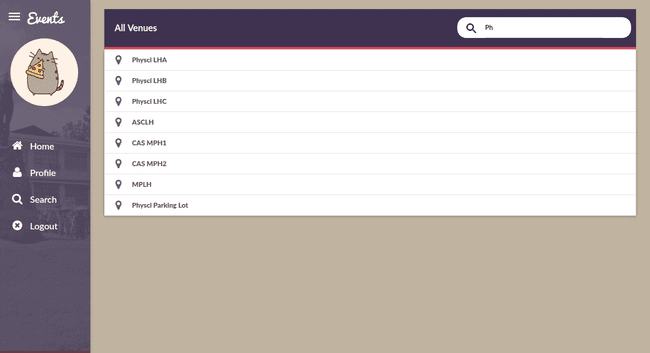 Events
Home
Profile
Search
Logout
All Venues
Ph
Physci LHA
Physci LHB
Physci LHC
ASCLH
CAS MPH1
CAS MPH2
MPLH
Physci Parking Lot